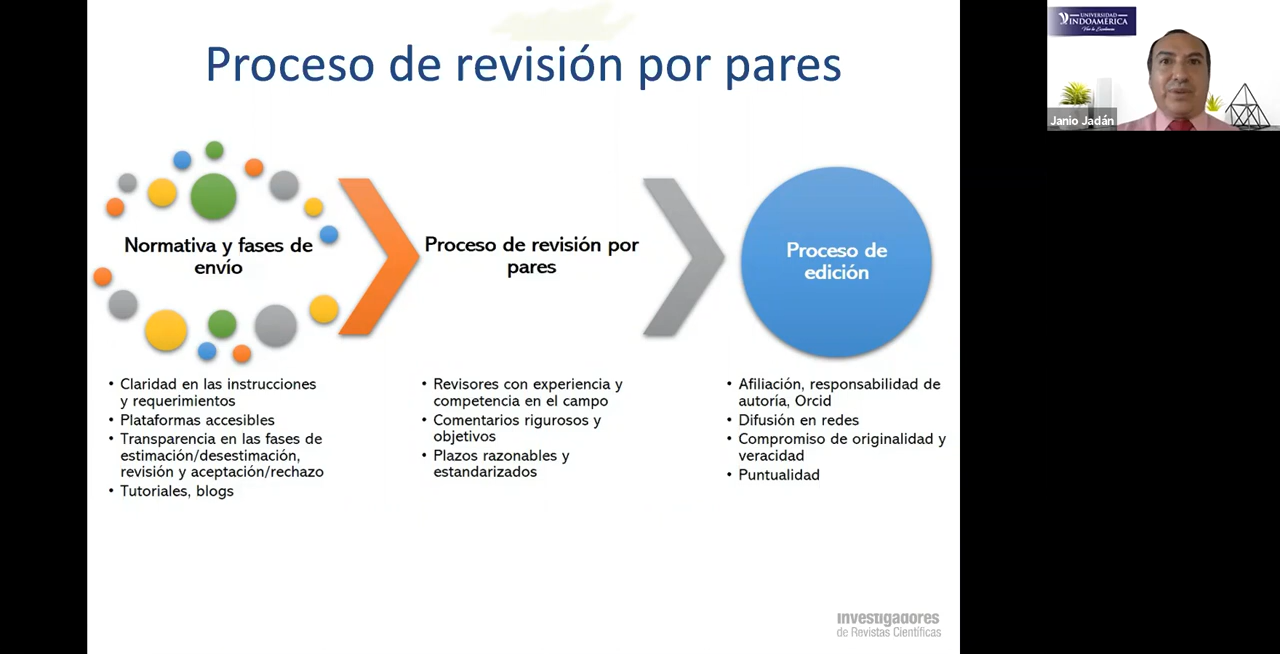 Proceso de revisión por pares
Normativa y fases de
envío
Proceso de revisión por
pares
Proceso de
edición
• Claridad en las instrucciones
y requerimientos
• Plataformas accesibles
• Transparencia en las fases de
estimación/desestimación,
revisión y aceptación/rechazo
• Tutoriales, blogs
• Revisores con experiencia y
competencia en el campo
• Comentarios rigurosos y
objetivos
• Plazos razonables y
estandarizados
• Afiliación, responsabilidad de
autoría, Orcid
• Difusión en redes
• Compromiso de originalidad y
veracidad
• Puntualidad
investigadores
de Revistas Científicas
UNIVERSIDAD
INDOAMÉRICA
Janio Jadán